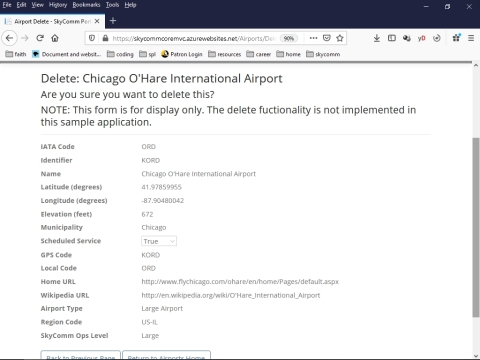 File Edit View History Bookmarks Tools Help
Airport Delete - SkyComm Port
https://skycommcoremvc.azurewebsites.net/Airports/De
90%
faith Document and websit... coding spl Patron Login resources career home skycomm
Delete: Chicago O'Hare International Airport
Are you sure you want to delete this?
NOTE: This form is for display only. The delete fuctionality is not implemented in
this sample application.
IATA Code ORD
Identifier KORD
Name Chicago O'Hare International Airport
Latitude (degrees) 41.97859955
Longitude (degrees) -87.90480042
Elevation (feet) 672
Municipality Chicago
Scheduled Service True
GPS Code KORD
Local Code ORD
Home URL http://www.flychicago.com/ohare/en/home/Pages/default.aspx
Wikipedia URL http://en.wikipedia.org/wiki/O'Hare_International_Airport
Airport Type Large Airport
Region Code US-IL
SkyComm Ops Level Large
Back to Previous Page Return to Airports Home